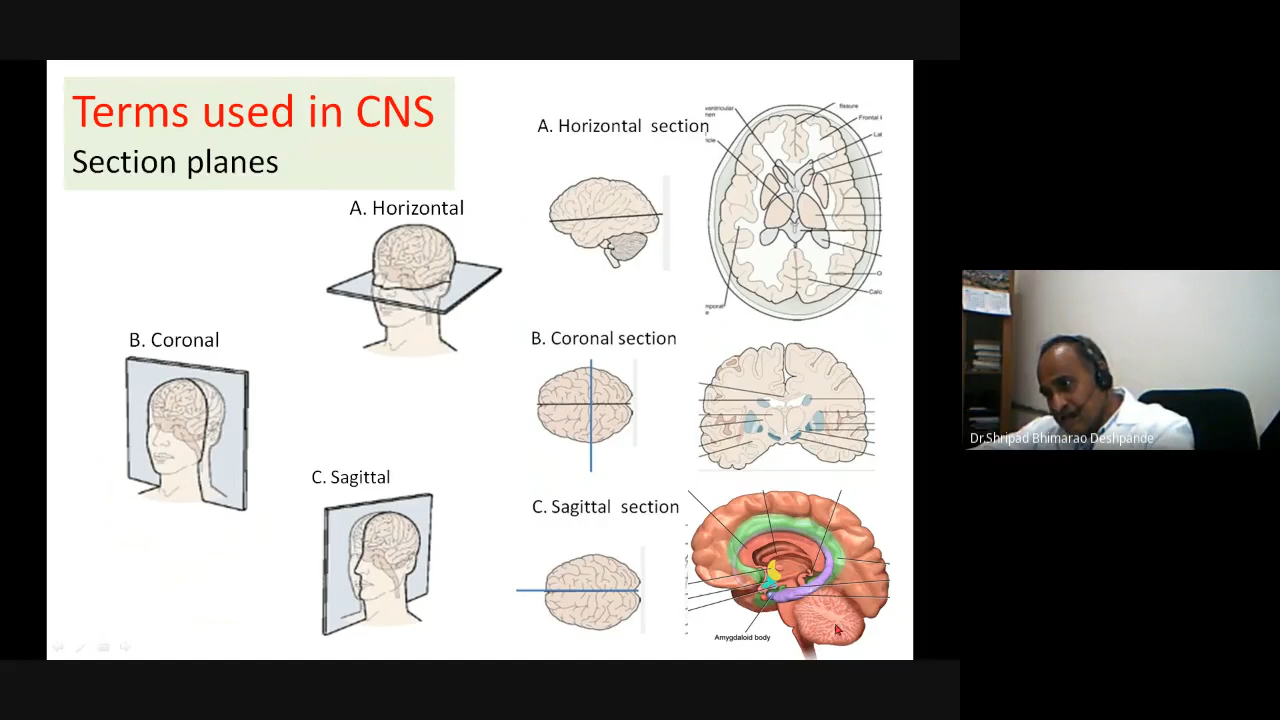 Terms used in CNS
Section planes
A. Horizontal
B. Coronal
C. Sagittal
A. Horizontal section
fissure
B. Coronal section
C. Sagittal section
Amygdaloid body
Dr.Shripad Bhimarao Deshpande